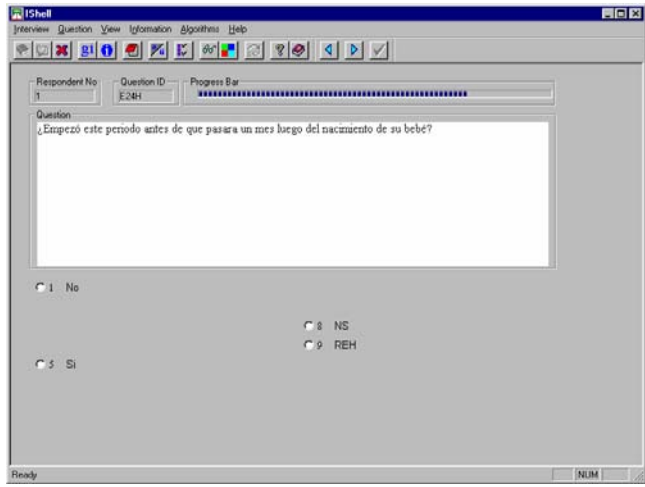 IShell
Interview Question View Information Algorithms Help
Respondent No
Question ID
Progress Bar
1
E24H
Question
¿Empezó este periodo antes de que pasara un mes luego del nacimiento de su bebé?
1 No
8 NS
9 REH
5 Si
Ready
NUM